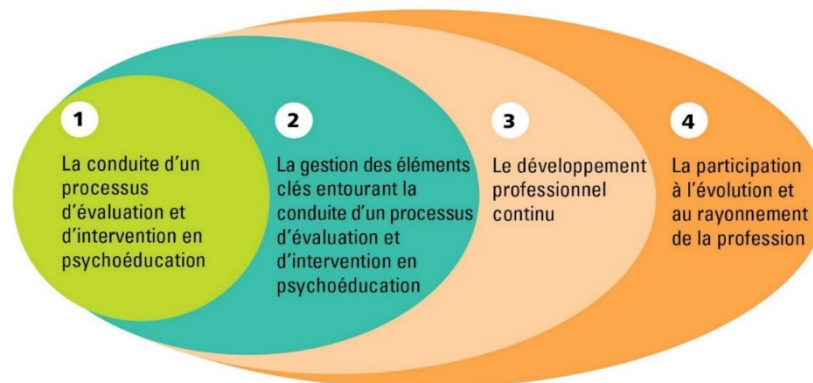 1
La conduite d'un
processus
d'évaluation et
d'intervention en
psychoéducation
2
La gestion des éléments
clés entourant la
conduite d'un processus
d'évaluation et
d'intervention en
psychoéducation
3
Le développement
professionnel
continu
4
La participation
à l'évolution et
au rayonnement
de la profession